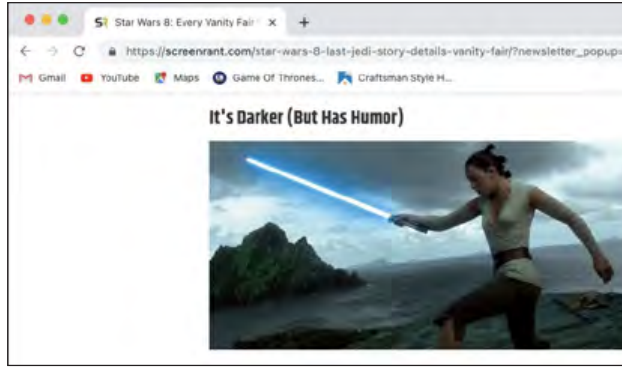 SR Star Wars 8: Every Vanity Fair × +
https://screenrant.com/star-wars-8-last-jedi-story-details-vanity-fair/?newsletter_popup=
Gmail YouTube Maps Game Of Thrones... Craftsman Style H...
It's Darker (But Has Humor)